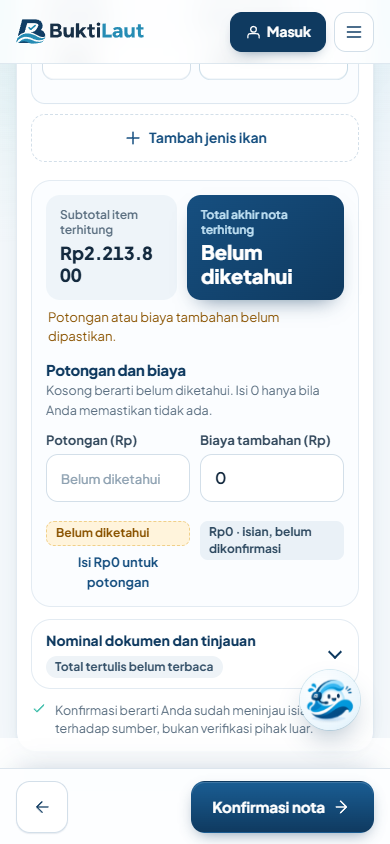 BuktiLaut
Masuk
Tambah jenis ikan
Subtotal item
terhitung
Rp2.213.8
00
Total akhir nota
terhitung
Belum
diketahui
Potongan atau biaya tambahan belum
dipastikan.
Potongan dan biaya
Kosong berarti belum diketahui. Isi 0 hanya bila
Anda memastikan tidak ada.
Potongan (Rp)
Biaya tambahan (Rp)
Belum diketahui
0
Belum diketahui
Rp0 · isian, belum
dikonfirmasi
Isi Rp0 untuk
potongan
Nominal dokumen dan tinjauan
Total tertulis belum terbaca
Konfirmasi berarti Anda sudah meninjau
terhadap sumber, bukan verifikasi pihak luar.
Konfirmasi nota